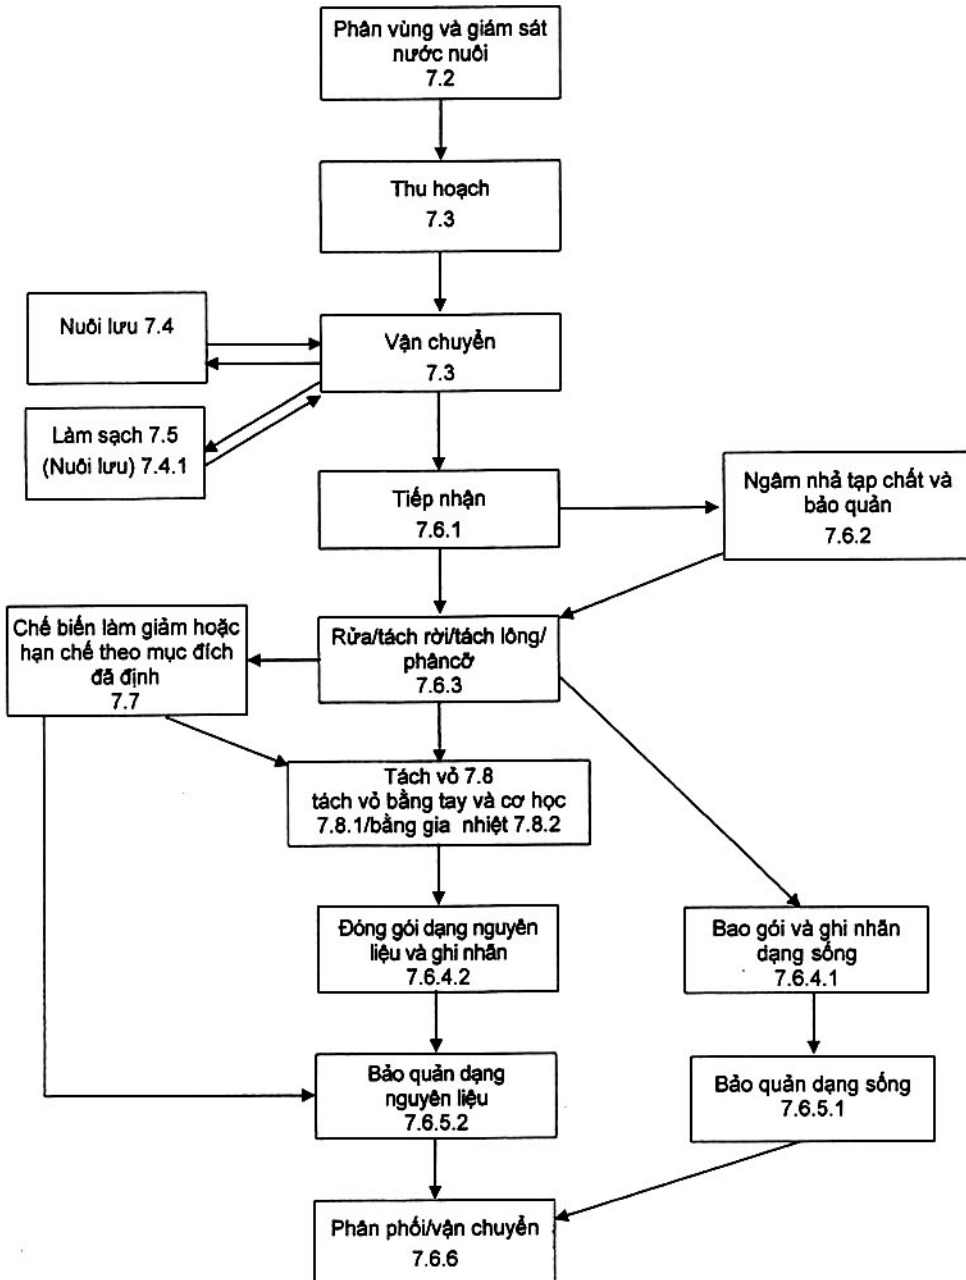 Phân vùng và giám sát
nước nuôi
7.2
Thu hoạch
7.3
Nuôi lưu 7.4
Vận chuyển
7.3
Làm sạch 7.5
(Nuôi lưu) 7.4.1
Tiếp nhận
7.6.1
Ngâm nhả tạp chất và
bảo quản
7.6.2
Chế biến làm giảm hoặc
hạn chế theo mục đích
đã định
7.7
Rửa/tách rời/tách lông/
phâncỡ
7.6.3
Tách vỏ 7.8
tách vỏ bằng tay và cơ học
7.8.1/bằng gia nhiệt 7.8.2
Đóng gói dạng nguyên
liệu và ghi nhãn
7.6.4.2
Bao gói và ghi nhãn
dạng sống
7.6.4.1
Bảo quản dạng
nguyên liệu
7.6.5.2
Bảo quản dạng sống
7.6.5.1
Phân phối/vận chuyển
7.6.6